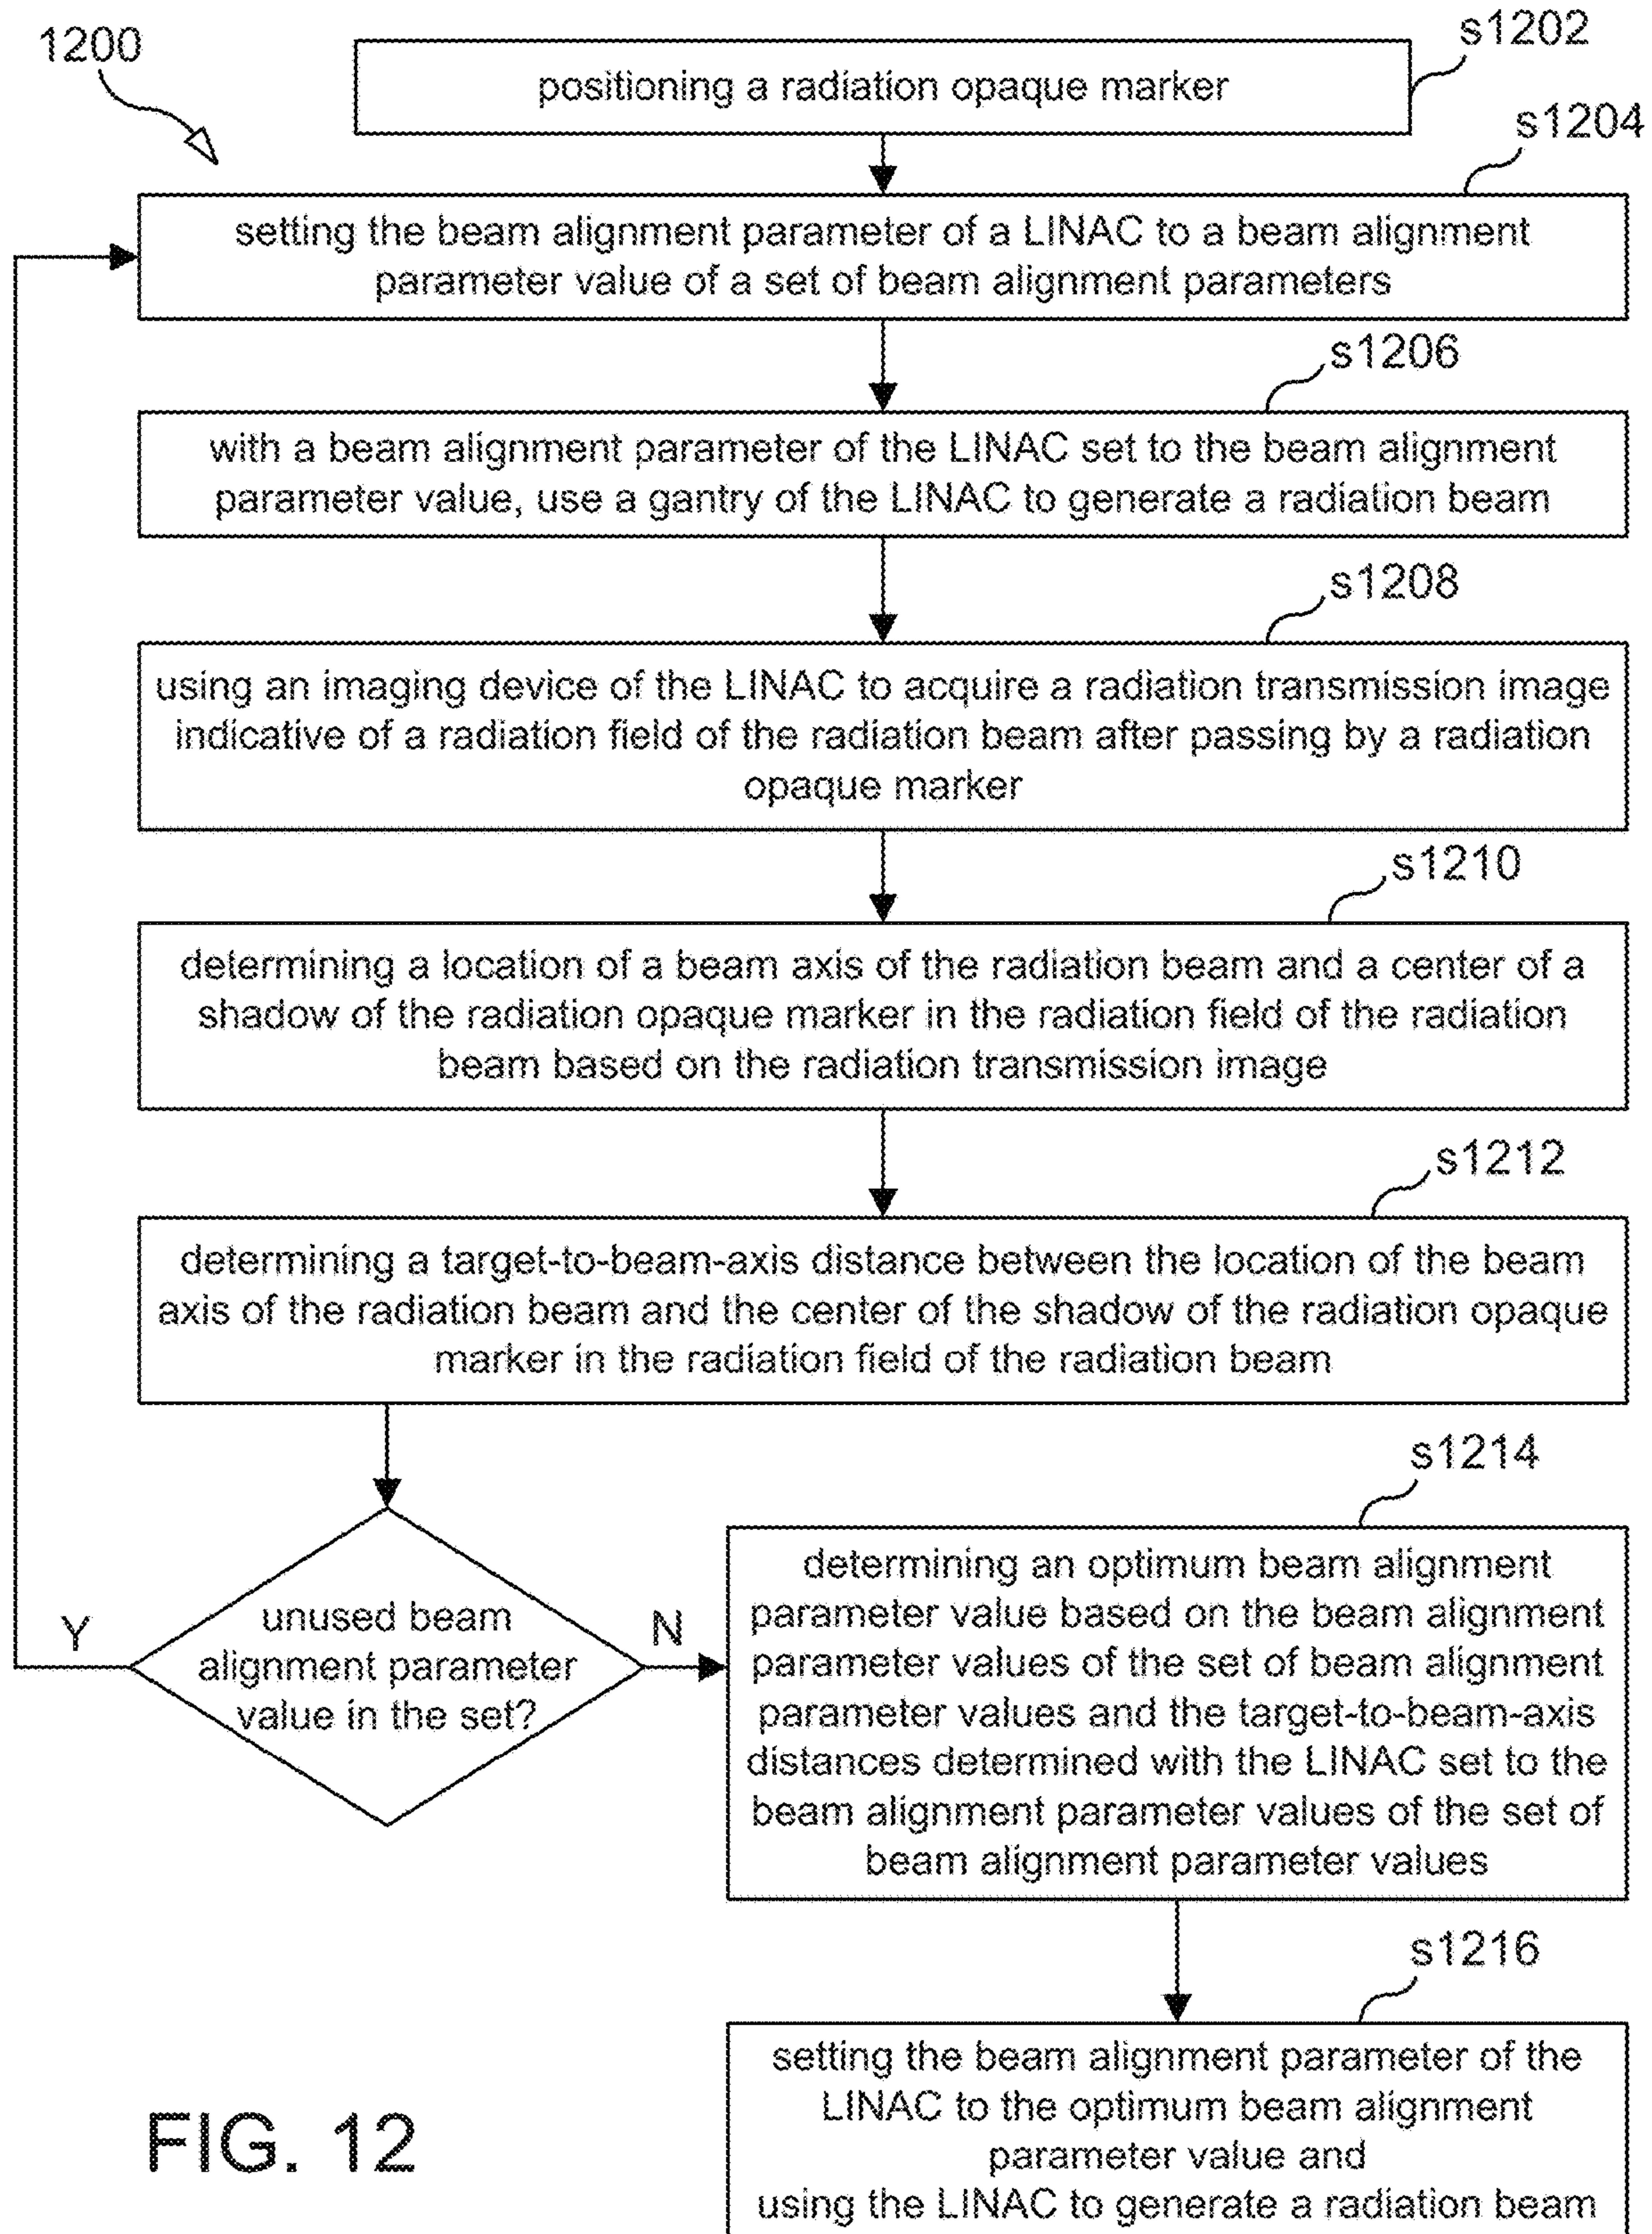 1200
s1202
positioning a radiation opaque marker
s1204
setting the beam alignment parameter of a LINAC to a beam alignment
parameter value of a set of beam alignment parameters
s1206
with a beam alignment parameter of the LINAC set to the beam alignment
parameter value, use a gantry of the LINAC to generate a radiation beam
s1208
using an imaging device of the LINAC to acquire a radiation transmission image
indicative of a radiation field of the radiation beam after passing by a radiation
opaque marker
s1210
determining a location of a beam axis of the radiation beam and a center of a
shadow of the radiation opaque marker in the radiation field of the radiation
beam based on the radiation transmission image
s1212
determining a target-to-beam-axis distance between the location of the beam
axis of the radiation beam and the center of the shadow of the radiation opaque
marker in the radiation field of the radiation beam
Y
unused beam
alignment parameter
value in the set?
N
s1214
determining an optimum beam alignment
parameter value based on the beam alignment
parameter values of the set of beam alignment
parameter values and the target-to-beam-axis
distances determined with the LINAC set to the
beam alignment parameter values of the set of
beam alignment parameter values
s1216
setting the beam alignment parameter of the
LINAC to the optimum beam alignment
parameter value and
using the LINAC to generate a radiation beam
FIG. 12